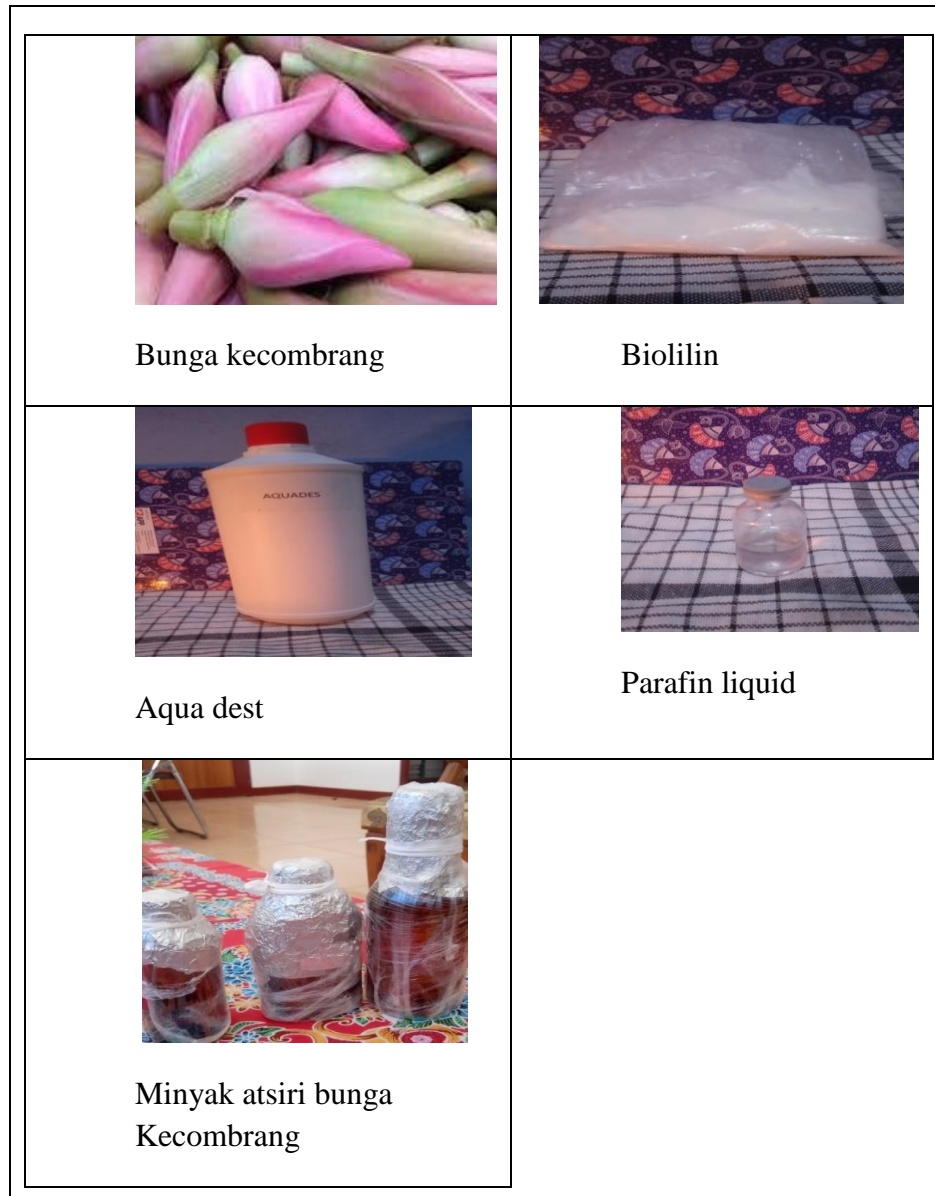 Bunga kecombrang
Biolilin
AQUADES
Aqua dest
Parafin liquid
Minyak atsiri bunga
Kecombrang